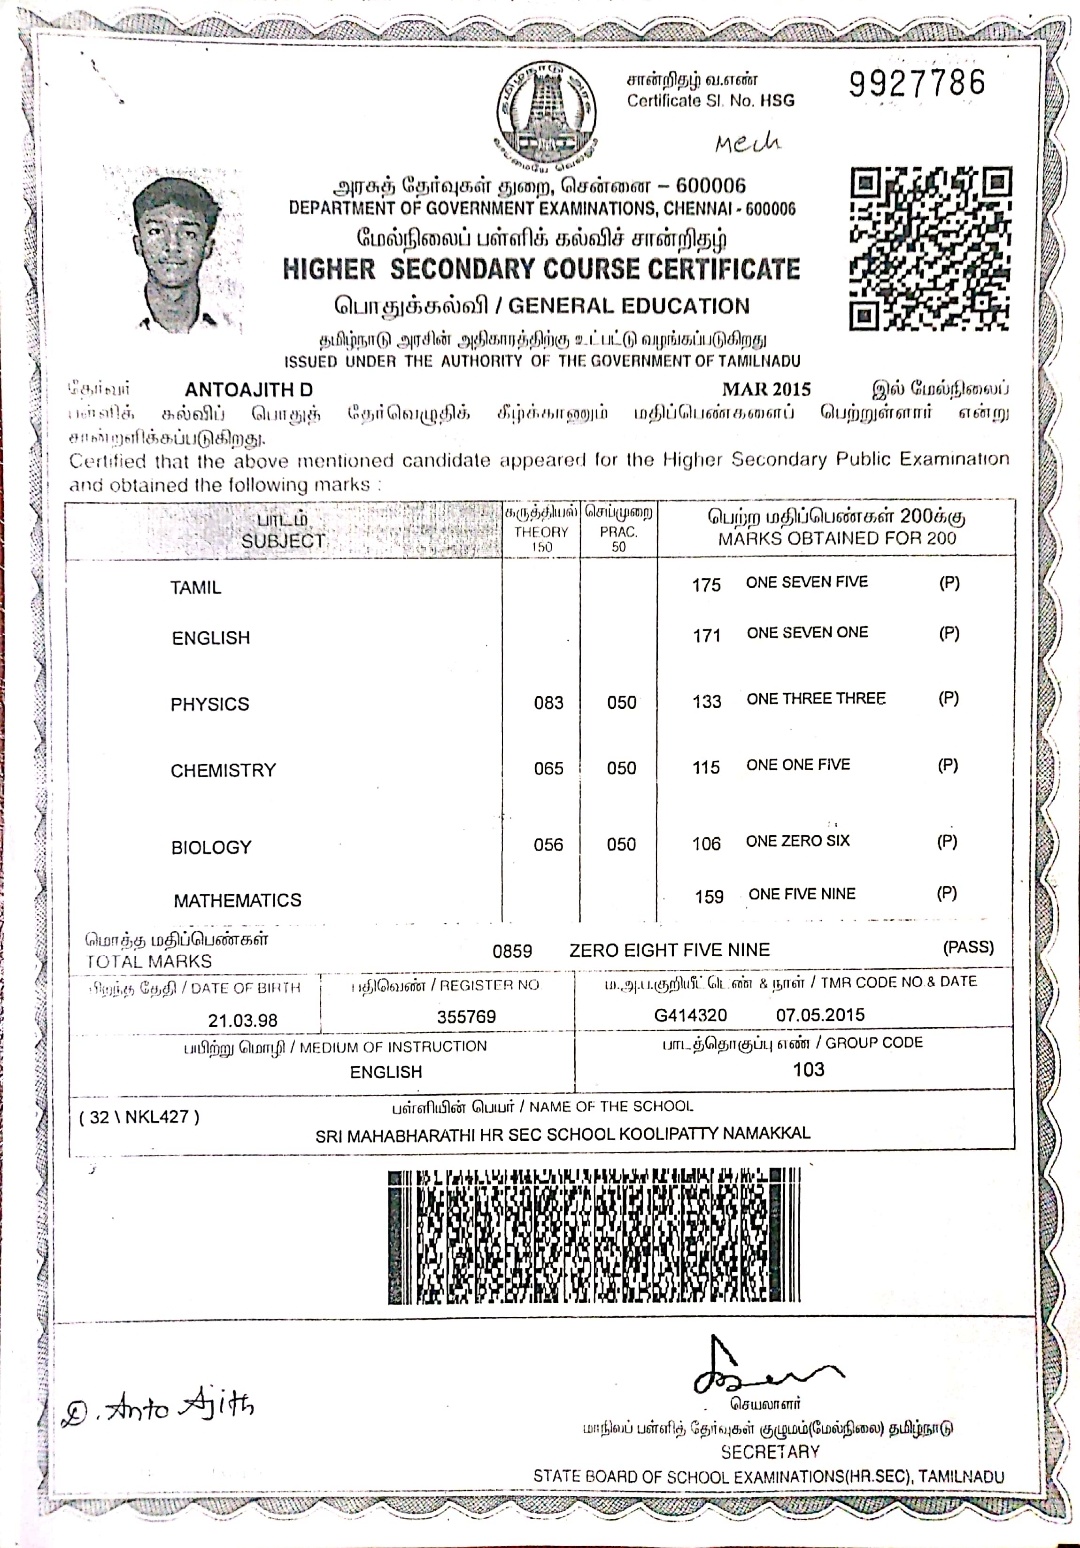 தமிழ்நாடு அரசு
வாய்மையே வெல்லும்
சான்றிதழ் வ.எண்
Certificate Sl. No. HSG
9927786
Mech
அரசுத் தேர்வுகள் துறை, சென்னை – 600006
DEPARTMENT OF GOVERNMENT EXAMINATIONS, CHENNAI - 600006
மேல்நிலைப் பள்ளிக் கல்விச் சான்றிதழ்
HIGHER SECONDARY COURSE CERTIFICATE
பொதுக்கல்வி / GENERAL EDUCATION
தமிழ்நாடு அரசின் அதிகாரத்திற்கு உட்பட்டு வழங்கப்படுகிறது
ISSUED UNDER THE AUTHORITY OF THE GOVERNMENT OF TAMILNADU
தேர்வர் ANTOAJITH D MAR 2015 இல் மேல்நிலைப்
பள்ளிக் கல்விப் பொதுத் தேர்வெழுதிக் கீழ்க்காணும் மதிப்பெண்களைப் பெற்றுள்ளார் என்று
சான்றளிக்கப்படுகிறது.
Certified that the above mentioned candidate appeared for the Higher Secondary Public Examination
and obtained the following marks :
பாடம் கருத்தியல் செய்முறை பெற்ற மதிப்பெண்கள் 200க்கு
SUBJECT THEORY PRAC. MARKS OBTAINED FOR 200
150 50
TAMIL 175 ONE SEVEN FIVE (P)
ENGLISH 171 ONE SEVEN ONE (P)
PHYSICS 083 050 133 ONE THREE THREE (P)
CHEMISTRY 065 050 115 ONE ONE FIVE (P)
BIOLOGY 056 050 106 ONE ZERO SIX (P)
MATHEMATICS 159 ONE FIVE NINE (P)
மொத்த மதிப்பெண்கள்
TOTAL MARKS 0859 ZERO EIGHT FIVE NINE (PASS)
பிறந்த தேதி / DATE OF BIRTH பதிவெண் / REGISTER NO ம.அ.ப.குறியீட்டெண் & நாள் / TMR CODE NO & DATE
21.03.98 355769 G414320 07.05.2015
பயிற்று மொழி / MEDIUM OF INSTRUCTION பாடத்தொகுப்பு எண் / GROUP CODE
ENGLISH 103
( 32 \ NKL427 ) பள்ளியின் பெயர் / NAME OF THE SCHOOL
SRI MAHABHARATHI HR SEC SCHOOL KOOLIPATTY NAMAKKAL
D. Anto Ajith
செயலாளர்
மாநிலப் பள்ளித் தேர்வுகள் குழுமம்(மேல்நிலை) தமிழ்நாடு
SECRETARY
STATE BOARD OF SCHOOL EXAMINATIONS(HR.SEC), TAMILNADU